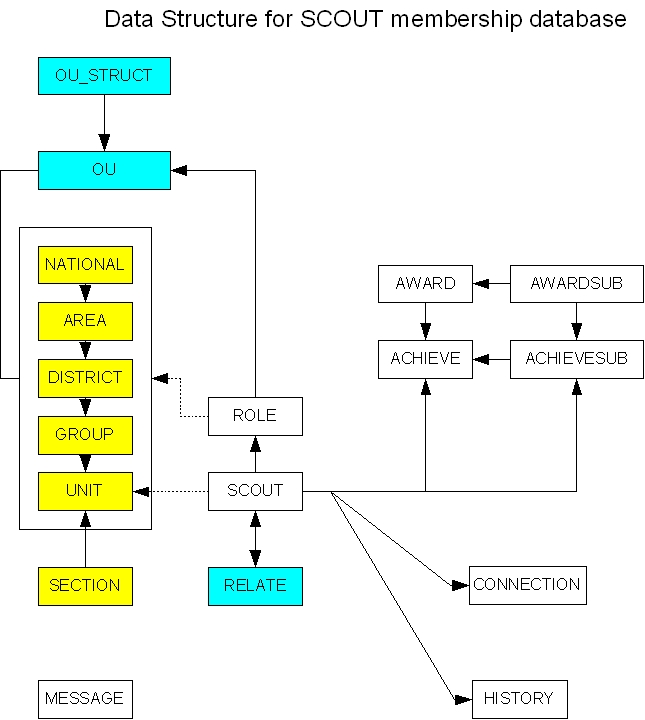 Data Structure for SCOUT membership database
OU_STRUCT
OU
NATIONAL
AREA
DISTRICT
GROUP
UNIT
SECTION
MESSAGE
ROLE
SCOUT
RELATE
AWARD
AWARDSUB
ACHIEVE
ACHIEVESUB
CONNECTION
HISTORY